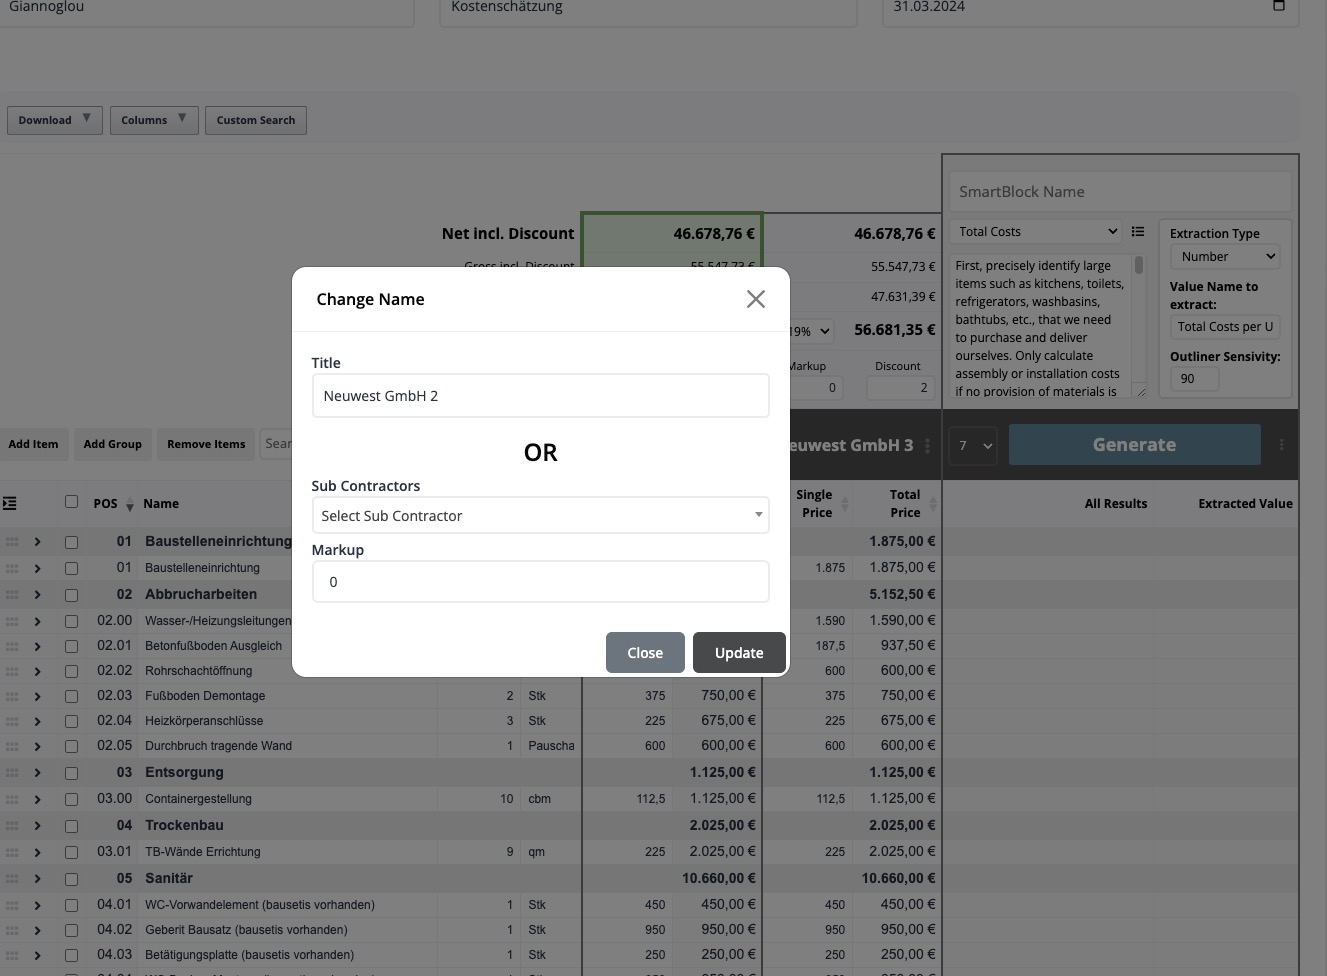 Giannoglou
Kostenschätzung
31.03.2024
Download
Columns
Custom Search
SmartBlock Name
Net incl. Discount 46.678,76 € 46.678,76 €
Gross incl. Discount 55.547,73 € 55.547,73 €
47.631,39 €
19% 56.681,35 €
Markup Discount
0 2
Total Costs
First, precisely identify large
items such as kitchens, toilets,
refrigerators, washbasins,
bathtubs, etc., that we need
to purchase and deliver
ourselves. Only calculate
assembly or installation costs
if no provision of materials is
Extraction Type
Number
Value Name to
extract:
Total Costs per U
Outliner Sensivity:
90
Change Name
Title
Neuwest GmbH 2
OR
Sub Contractors
Select Sub Contractor
Markup
0
Close
Update
Add Item
Add Group
Remove Items
Sear
euwest GmbH 3
7
Generate
POS Name Single Price Total Price All Results Extracted Value
01 Baustelleneinrichtung 1.875,00 €
01 Baustelleneinrichtung 1.875 1.875,00 €
02 Abbrucharbeiten 5.152,50 €
02.00 Wasser-/Heizungsleitungen 1.590 1.590,00 €
02.01 Betonfußboden Ausgleich 187,5 937,50 €
02.02 Rohrschachtöffnung 600 600,00 €
02.03 Fußboden Demontage 2 Stk 375 750,00 € 375 750,00 €
02.04 Heizkörperanschlüsse 3 Stk 225 675,00 € 225 675,00 €
02.05 Durchbruch tragende Wand 1 Pauscha 600 600,00 € 600 600,00 €
03 Entsorgung 1.125,00 € 1.125,00 €
03.00 Containergestellung 10 cbm 112,5 1.125,00 € 112,5 1.125,00 €
04 Trockenbau 2.025,00 € 2.025,00 €
03.01 TB-Wände Errichtung 9 qm 225 2.025,00 € 225 2.025,00 €
05 Sanitär 10.660,00 € 10.660,00 €
04.01 WC-Vorwandelement (bausetis vorhanden) 1 Stk 450 450,00 € 450 450,00 €
04.02 Geberit Bausatz (bausetis vorhanden) 1 Stk 950 950,00 € 950 950,00 €
04.03 Betätigungsplatte (bausetis vorhanden) 1 Stk 250 250,00 € 250 250,00 €